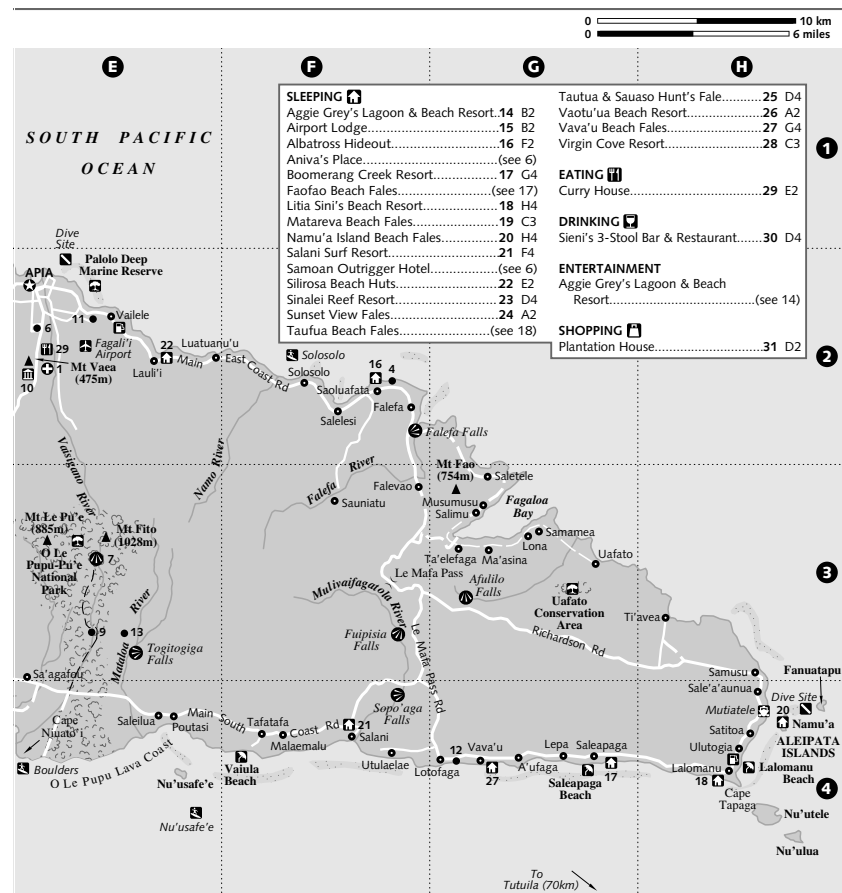 0 10 km
0 6 miles
E F G H
SLEEPING
Aggie Grey's Lagoon & Beach Resort..14 B2
Airport Lodge........................15 B2
Albatross Hideout....................16 F2
Aniva's Place........................(see 6)
Boomerang Creek Resort...............17 G4
Faofao Beach Fales...................(see 17)
Litia Sini's Beach Resort............18 H4
Matareva Beach Fales.................19 C3
Namu'a Island Beach Fales............20 H4
Salani Surf Resort...................21 F4
Samoan Outrigger Hotel...............(see 6)
Silirosa Beach Huts..................22 E2
Sinalei Reef Resort..................23 D4
Sunset View Fales....................24 A2
Taufua Beach Fales...................(see 18)
Tautua & Sauaso Hunt's Fale..........25 D4
Vaotu'ua Beach Resort................26 A2
Vava'u Beach Fales...................27 G4
Virgin Cove Resort...................28 C3
EATING
Curry House..........................29 E2
DRINKING
Sieni's 3-Stool Bar & Restaurant.....30 D4
ENTERTAINMENT
Aggie Grey's Lagoon & Beach
Resort...............................(see 14)
SHOPPING
Plantation House.....................31 D2
1
SOUTH PACIFIC
OCEAN
Dive
Site
Palolo Deep
Marine Reserve
APIA
Vailele
11
6
29
Fagali'i
Airport
22
Luatuanu'u
Main
East Coast Rd
Lauli'i
1
Mt Vaea
(475m)
10
Solosolo
Solosolo
16
4
Saoluafata
Salelesi
Falefa
Falefa Falls
2
Vaisigano River
Namo River
Falefa River
Mt Fao
(754m)
Saletele
Falevao
Sauniatu
Musumusu
Salimu
Fagaloa
Bay
Samamea
Lona
Mt Le Pu'e
(885m)
Mt Fito
(1028m)
O Le
Pupu-Pu'e
National
Park
7
Ta'elefaga
Ma'asina
Uafato
Le Mafa Pass
Afulilo
Falls
3
Mulivaifagatola River
Uafato
Conservation
Area
Ti'avea
Richardson Rd
Fuipisia
Falls
Le Mafa Pass Rd
9
13
Mataloa River
Togitogiga
Falls
Sa'agafou
Samusu
Fanuatapu
Sale'a'aunua
Dive Site
Mutiatele
20
Namu'a
Sopo'aga
Falls
Cape
Niuato'i
Saleilua
Poutasi
Main South Coast Rd
Tafatafa
Malaemalu
21
Salani
Satitoa
Ulutogia
ALEIPATA
ISLANDS
Utulaelae
Lotofaga
12
Vava'u
27
A'ufaga
Lepa
Saleapaga
17
Saleapaga
Beach
Lalomanu
18
Lalomanu
Beach
Cape
Tapaga
4
Boulders
O Le Pupu Lava Coast
Vaiula
Beach
Nu'usafe'e
Nu'usafe'e
Nu'utele
Nu'ulua
To
Tutuila (70km)